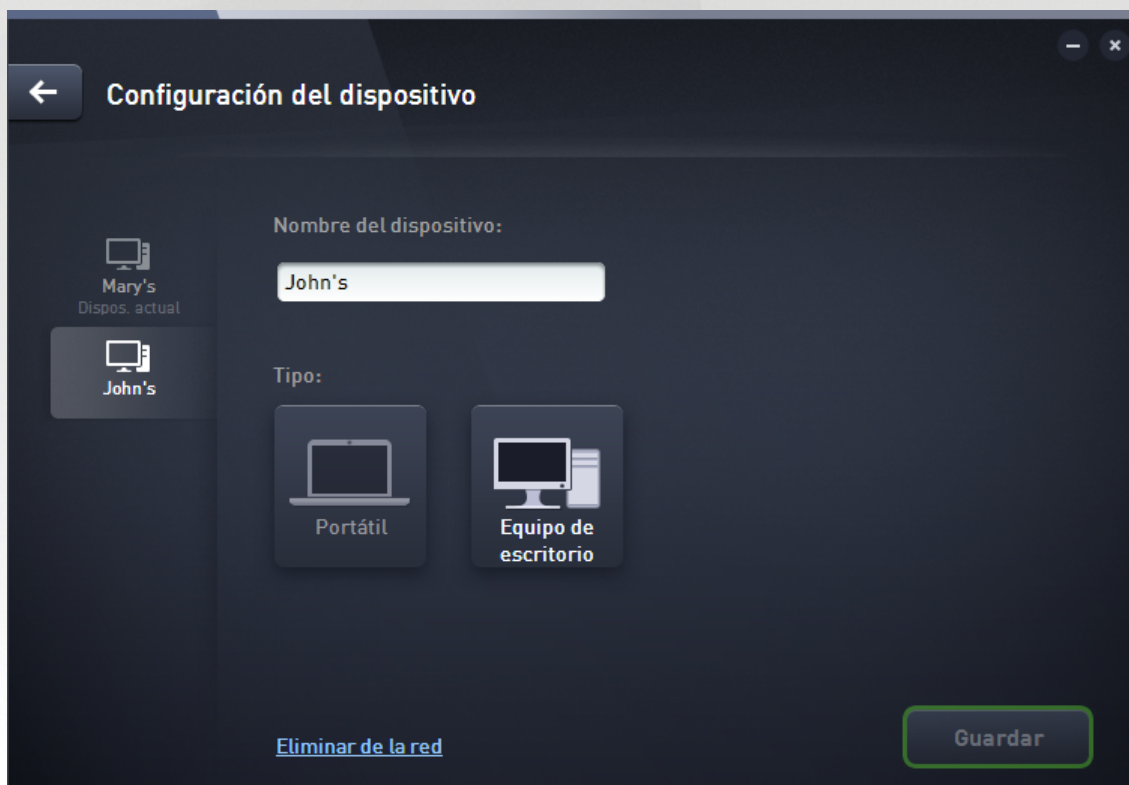 Configuración del dispositivo
Mary's
Dispos. actual
John's
Nombre del dispositivo:
John's
Tipo:
Portátil
Equipo de
escritorio
Eliminar de la red
Guardar